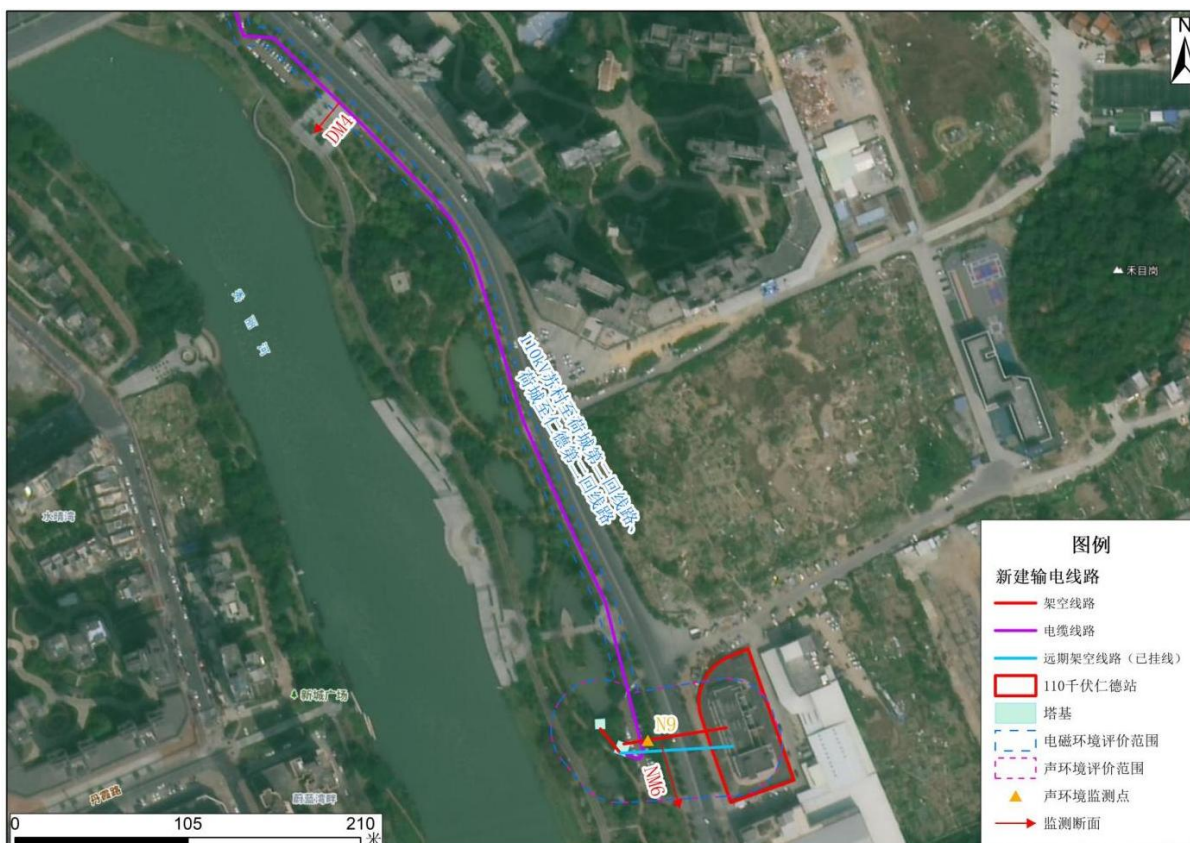 N
DM4
禾目岗
110kV苏村至荷城第二回线路、
荷城至仁德第二回线路
水晴湾
新城广场
N9
NM6
丹霞路
蔚蓝湾畔
0 105 210
米
图例
新建输电线路
架空线路
电缆线路
远期架空线路（已挂线）
110千伏仁德站
塔基
电磁环境评价范围
声环境评价范围
声环境监测点
监测断面